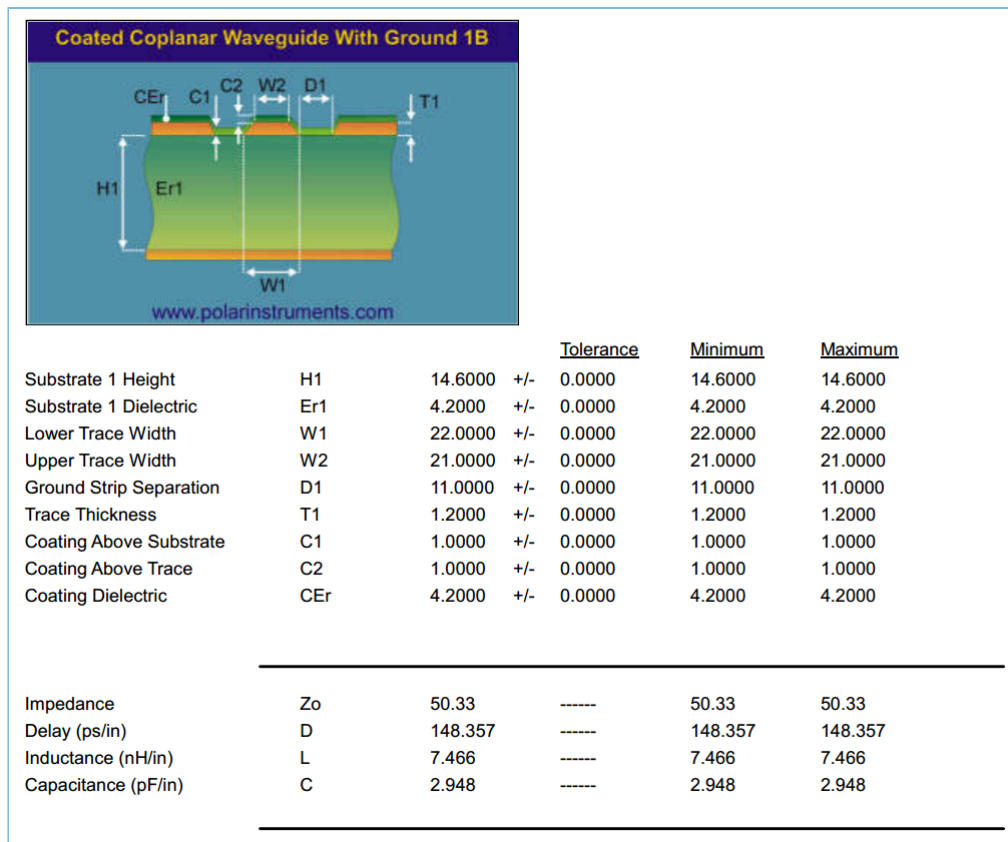 Coated Coplanar Waveguide With Ground 1B
CEr C1 C2 W2 D1 T1
H1 Er1
W1
www.polarinstruments.com
Tolerance Minimum Maximum
Substrate 1 Height H1 14.6000 +/- 0.0000 14.6000 14.6000
Substrate 1 Dielectric Er1 4.2000 +/- 0.0000 4.2000 4.2000
Lower Trace Width W1 22.0000 +/- 0.0000 22.0000 22.0000
Upper Trace Width W2 21.0000 +/- 0.0000 21.0000 21.0000
Ground Strip Separation D1 11.0000 +/- 0.0000 11.0000 11.0000
Trace Thickness T1 1.2000 +/- 0.0000 1.2000 1.2000
Coating Above Substrate C1 1.0000 +/- 0.0000 1.0000 1.0000
Coating Above Trace C2 1.0000 +/- 0.0000 1.0000 1.0000
Coating Dielectric CEr 4.2000 +/- 0.0000 4.2000 4.2000
Impedance Zo 50.33 ------ 50.33 50.33
Delay (ps/in) D 148.357 ------ 148.357 148.357
Inductance (nH/in) L 7.466 ------ 7.466 7.466
Capacitance (pF/in) C 2.948 ------ 2.948 2.948